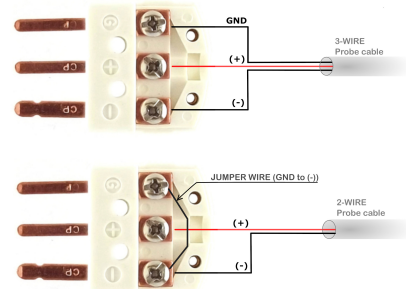 GND
3-WIRE
Probe cable
(+)
(-)
G
CP
CP
JUMPER WIRE (GND to (-))
2-WIRE
Probe cable
(+)
(-)
G
CP
CP